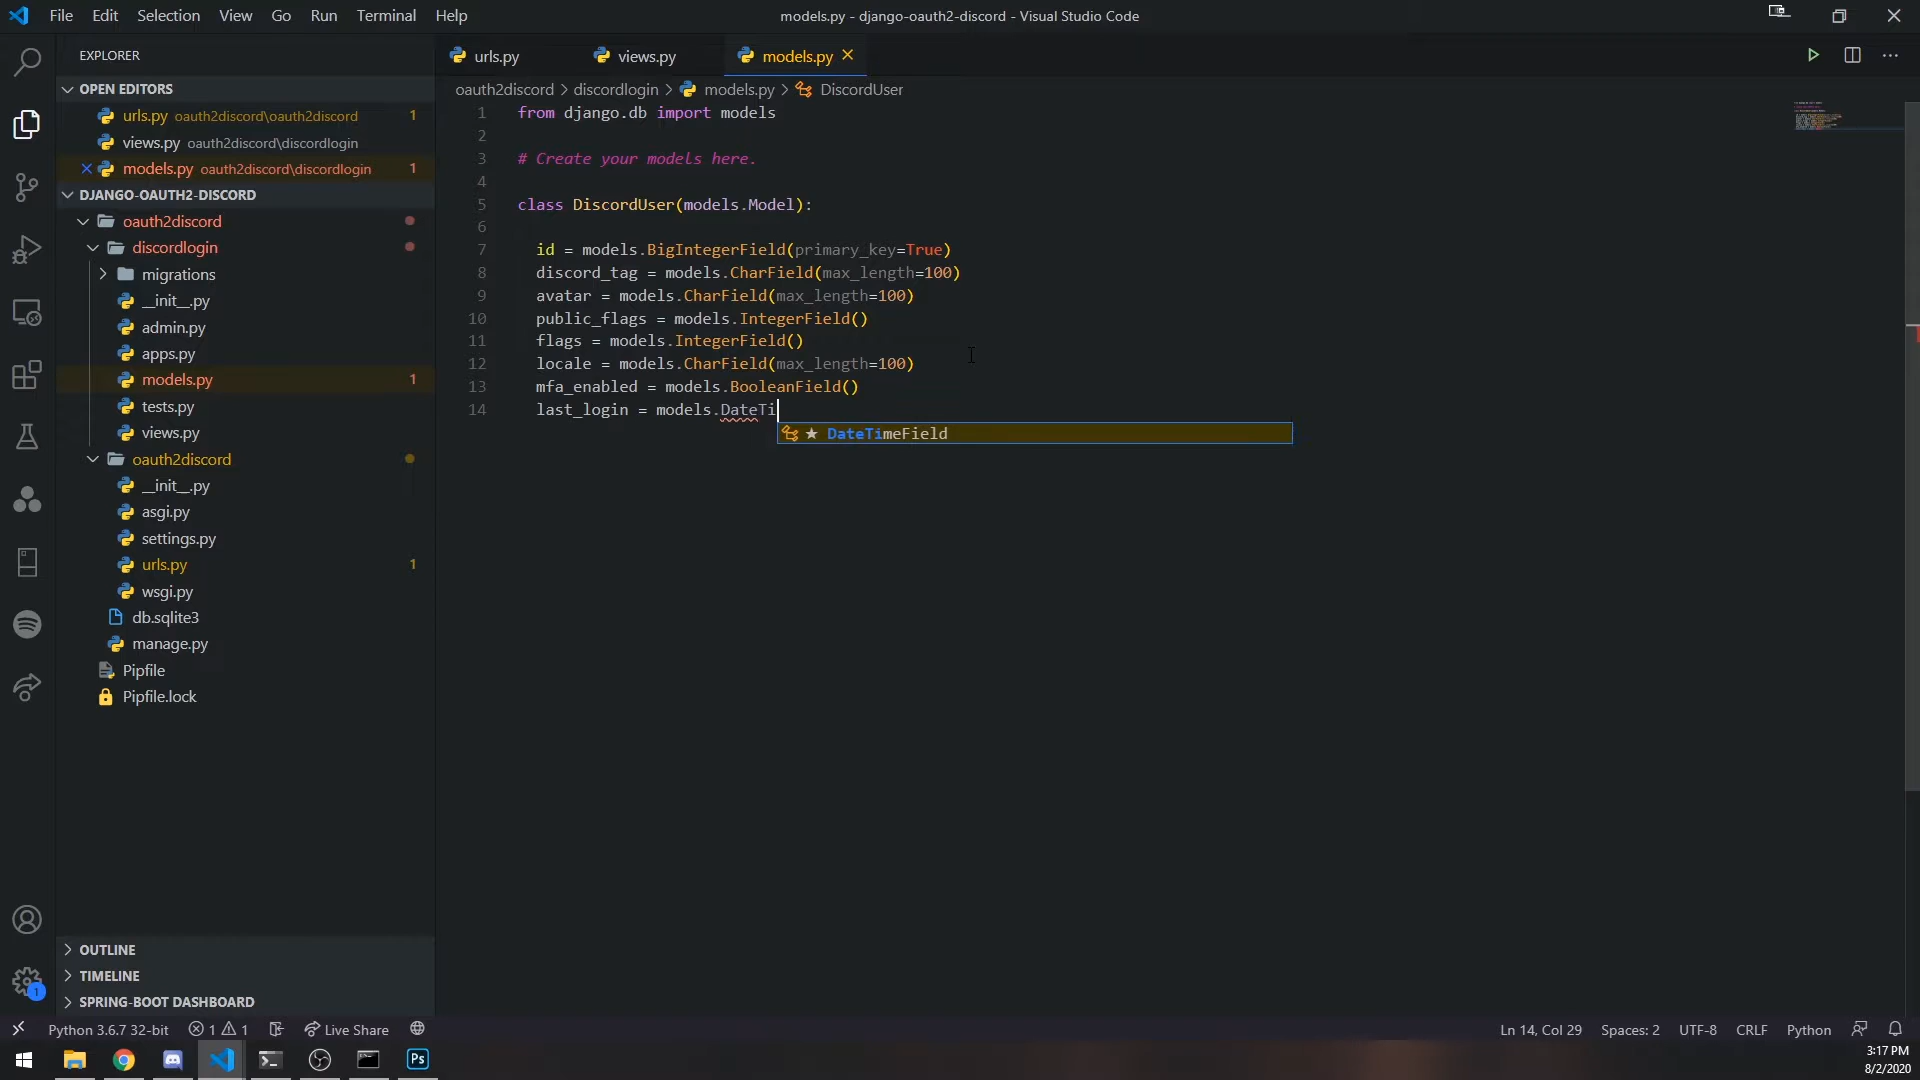 File Edit Selection View Go Run Terminal Help
models.py - django-oauth2-discord - Visual Studio Code
EXPLORER
OPEN EDITORS
urls.py oauth2discord\oauth2discord 1
views.py oauth2discord\discordlogin
models.py oauth2discord\discordlogin 1
DJANGO-OAUTH2-DISCORD
oauth2discord
discordlogin
migrations
__init__.py
admin.py
apps.py
models.py 1
tests.py
views.py
oauth2discord
__init__.py
asgi.py
settings.py
urls.py 1
wsgi.py
db.sqlite3
manage.py
Pipfile
Pipfile.lock
OUTLINE
TIMELINE
SPRING-BOOT DASHBOARD
1
urls.py views.py models.py
oauth2discord > discordlogin > models.py > DiscordUser
1 from django.db import models
2
3 # Create your models here.
4
5 class DiscordUser(models.Model):
6
7 id = models.BigIntegerField(primary_key=True)
8 discord_tag = models.CharField(max_length=100)
9 avatar = models.CharField(max_length=100)
10 public_flags = models.IntegerField()
11 flags = models.IntegerField()
12 locale = models.CharField(max_length=100)
13 mfa_enabled = models.BooleanField()
14 last_login = models.DateTi
★ DateTimeField
Python 3.6.7 32-bit 1 1 Live Share
Ln 14, Col 29 Spaces: 2 UTF-8 CRLF Python
Ps
3:17 PM
8/2/2020